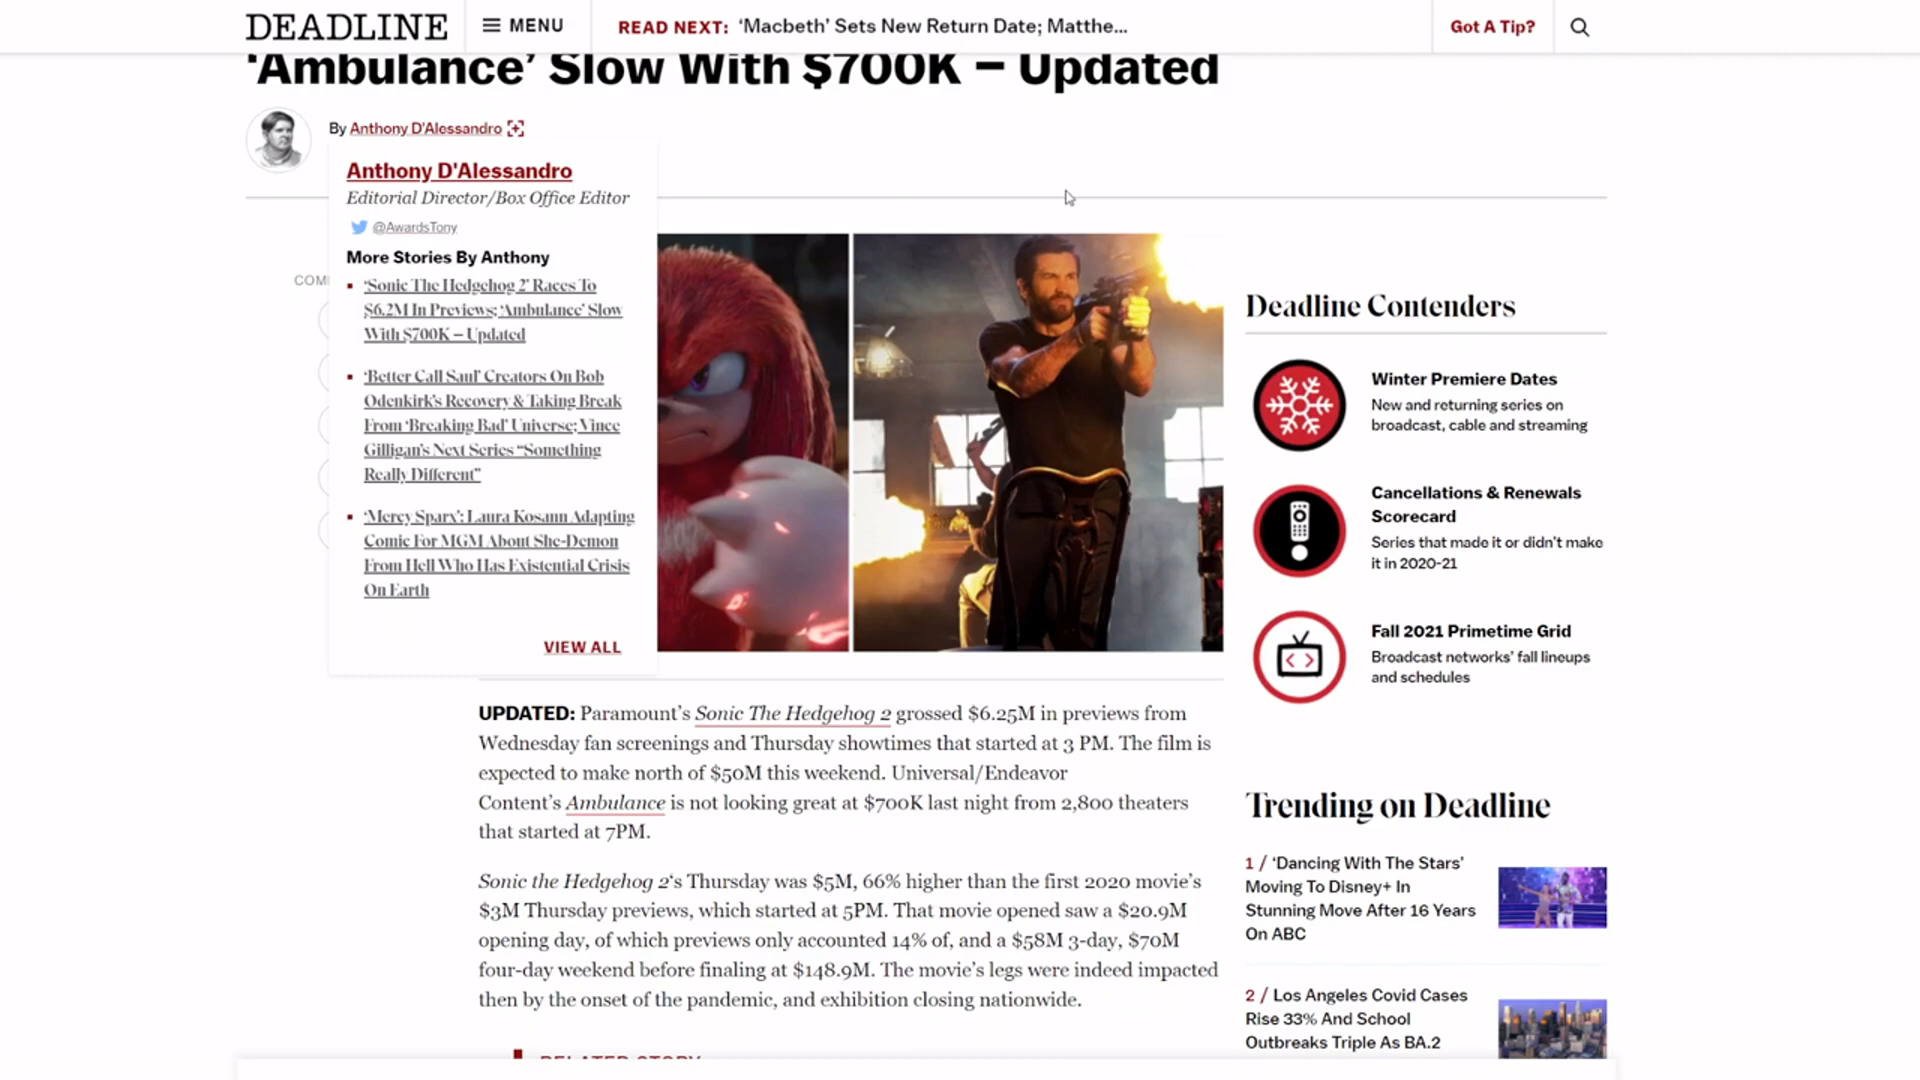 DEADLINE
MENU
READ NEXT: ‘Macbeth’ Sets New Return Date; Matthe...
Got A Tip?
‘Ambulance’ Slow With $700K – Updated
By Anthony D'Alessandro
Anthony D'Alessandro
Editorial Director/Box Office Editor
@AwardsTony
More Stories By Anthony
‘Sonic The Hedgehog 2’ Races To
$6.2M In Previews; ‘Ambulance’ Slow
With $700K – Updated
‘Better Call Saul’ Creators On Bob
Odenkirk’s Recovery & Taking Break
From ‘Breaking Bad’ Universe; Vince
Gilligan’s Next Series “Something
Really Different”
‘Mercy Sparx’: Laura Kosann Adapting
Comic For MGM About She-Demon
From Hell Who Has Existential Crisis
On Earth
VIEW ALL
UPDATED: Paramount’s Sonic The Hedgehog 2 grossed $6.25M in previews from
Wednesday fan screenings and Thursday showtimes that started at 3 PM. The film is
expected to make north of $50M this weekend. Universal/Endeavor
Content’s Ambulance is not looking great at $700K last night from 2,800 theaters
that started at 7PM.
Sonic the Hedgehog 2‘s Thursday was $5M, 66% higher than the first 2020 movie’s
$3M Thursday previews, which started at 5PM. That movie opened saw a $20.9M
opening day, of which previews only accounted 14% of, and a $58M 3-day, $70M
four-day weekend before finaling at $148.9M. The movie’s legs were indeed impacted
then by the onset of the pandemic, and exhibition closing nationwide.
RELATED STORY
Deadline Contenders
Winter Premiere Dates
New and returning series on
broadcast, cable and streaming
Cancellations & Renewals
Scorecard
Series that made it or didn’t make
it in 2020-21
Fall 2021 Primetime Grid
Broadcast networks’ fall lineups
and schedules
Trending on Deadline
1 / ‘Dancing With The Stars’
Moving To Disney+ In
Stunning Move After 16 Years
On ABC
2 / Los Angeles Covid Cases
Rise 33% And School
Outbreaks Triple As BA.2